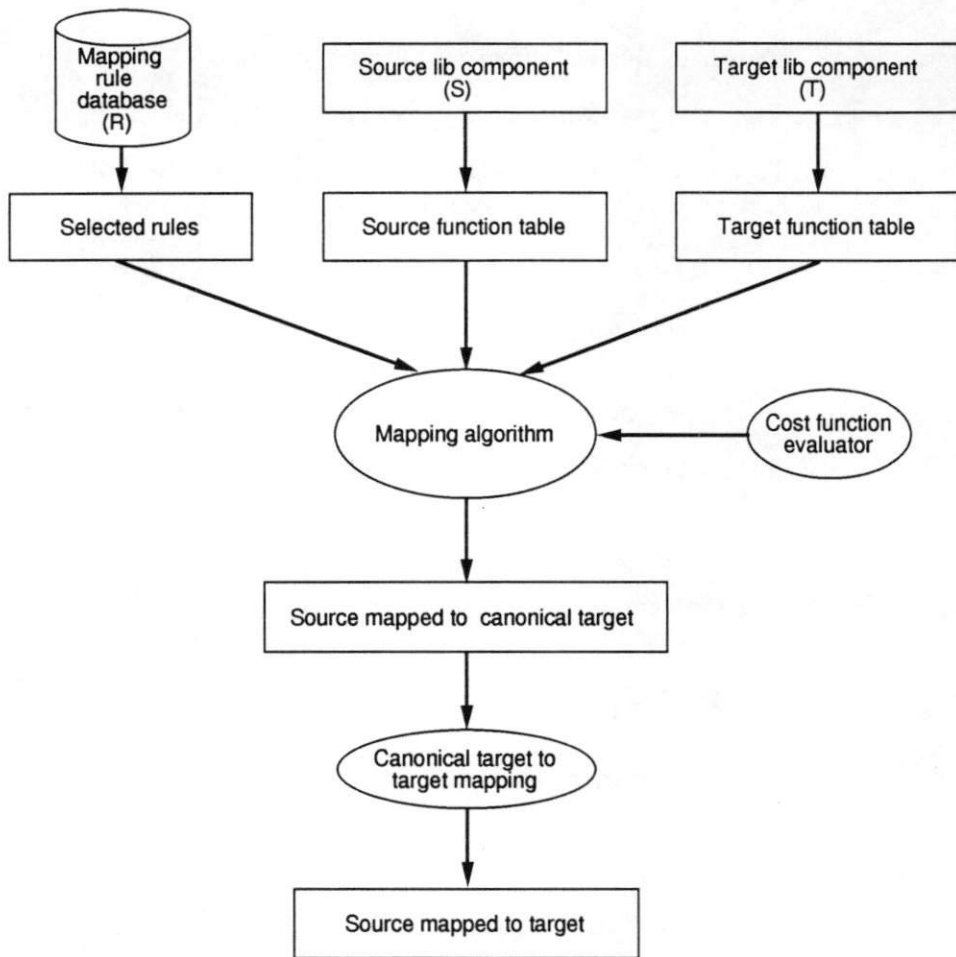 Mapping
rule
database
(R)
Source lib component
(S)
Target lib component
(T)
Selected rules
Source function table
Target function table
Mapping algorithm
Cost function
evaluator
Source mapped to canonical target
Canonical target to
target mapping
Source mapped to target